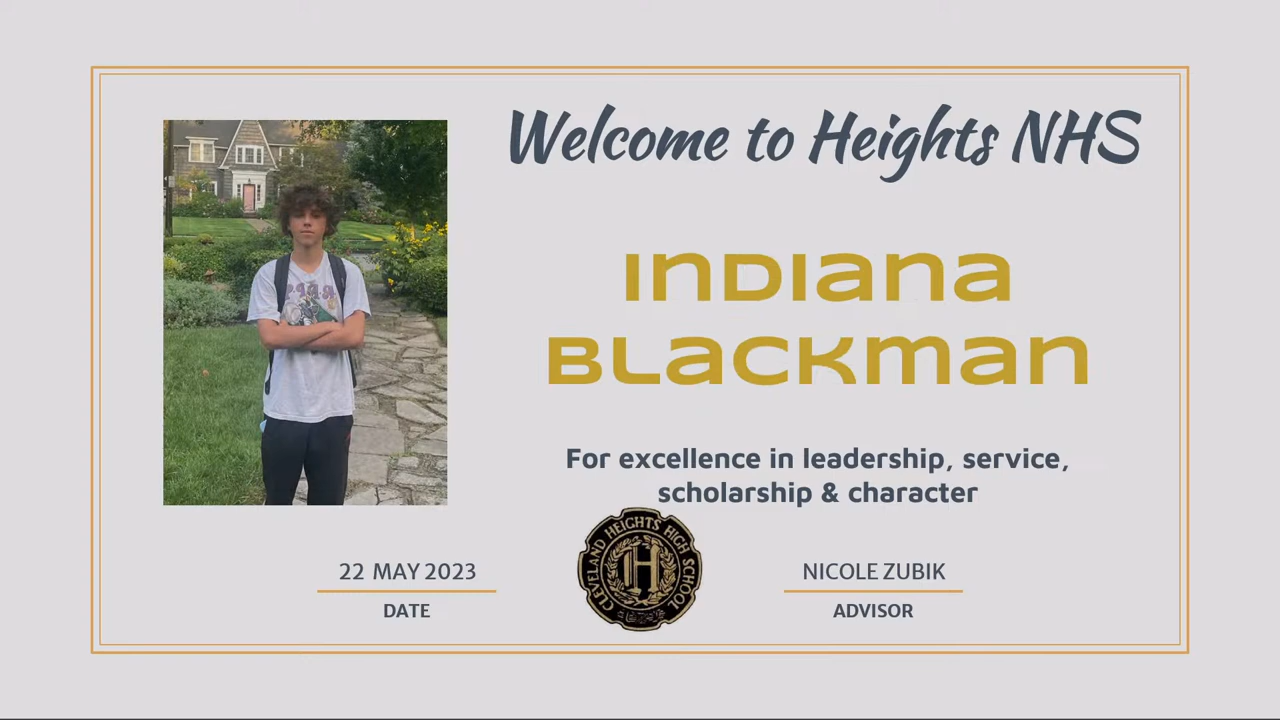 Welcome to Heights NHS
Indiana
Blackman
For excellence in leadership, service,
scholarship & character
CLEVELAND HEIGHTS HIGH SCHOOL
H
22 MAY 2023
NICOLE ZUBIK
DATE
ADVISOR